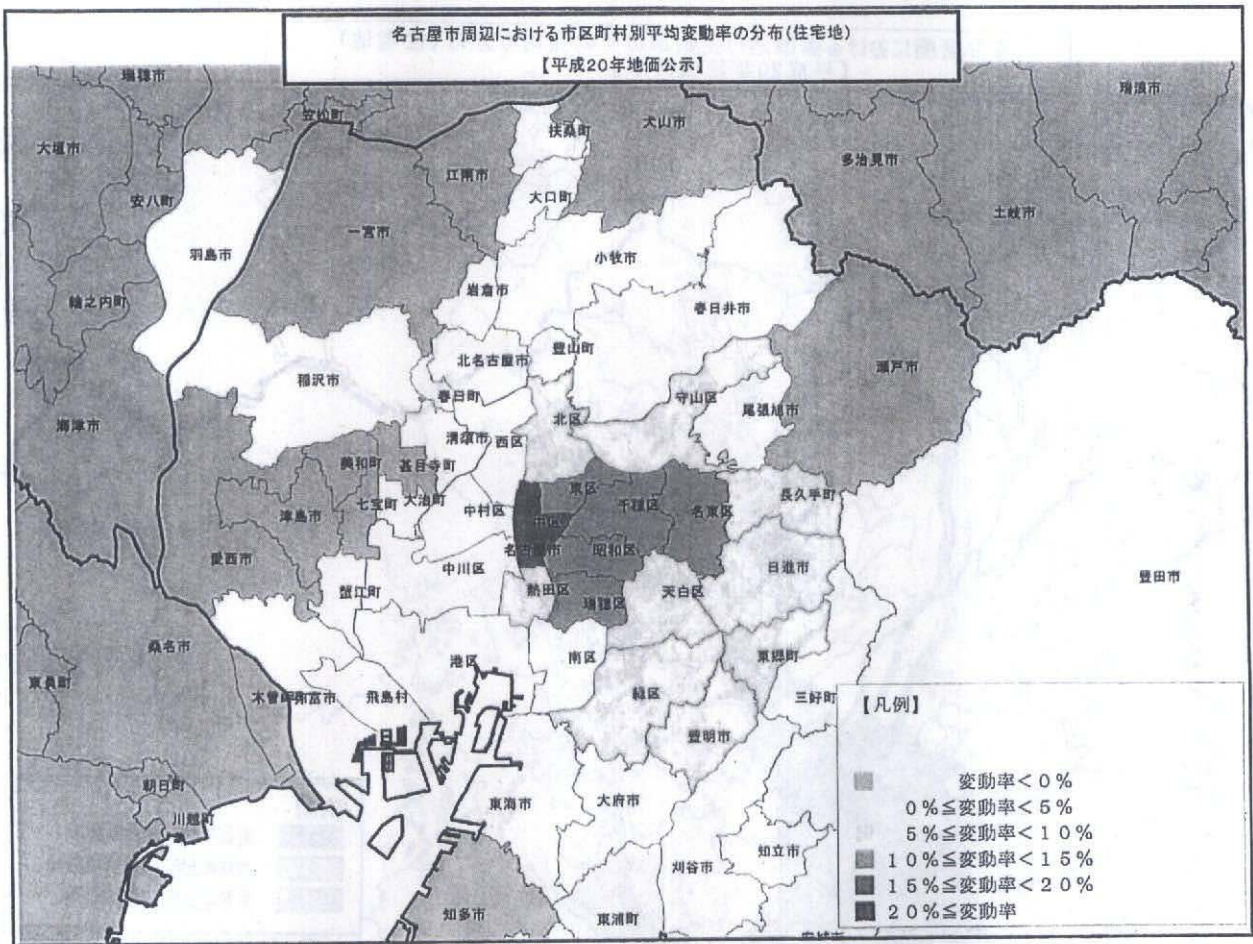 名古屋市周辺における市区町村別平均変動率の分布(住宅地)
【平成20年地価公示】
瑞穂市
瑞浪市
笠松町
扶桑町
犬山市
大垣市
多治見市
江南市
安八町
大口町
土岐市
一宮市
羽島市
小牧市
岩倉市
輪之内町
春日井市
豊山町
北名古屋市
瀬戸市
稲沢市
春日町
守山区
尾張旭市
北区
海津市
清須市
西区
美和町
甚目寺町
東区
長久手町
千種区
七宝町
大治町
中村区
名東区
津島市
中区
名古屋市
昭和区
愛西市
中川区
日進市
豊田市
蟹江町
熱田区
天白区
瑞穂区
桑名市
港区
南区
東郷町
東員町
木曽岬
弥富市
飛島村
緑区
三好町
豊明市
【凡例】
変動率<0%
0%≦変動率<5%
5%≦変動率<10%
10%≦変動率<15%
15%≦変動率<20%
20%≦変動率
朝日町
川越町
東海市
大府市
知立市
刈谷市
知多市
東浦町
安城市